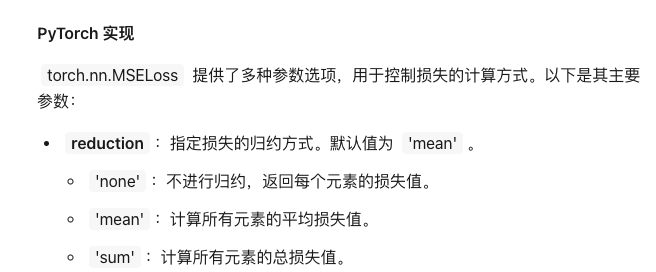 PyTorch 实现
torch.nn.MSELoss 提供了多种参数选项，用于控制损失的计算方式。以下是其主要
参数：
• reduction ：指定损失的归约方式。默认值为 'mean' 。
◦ 'none' ：不进行归约，返回每个元素的损失值。
◦ 'mean' ：计算所有元素的平均损失值。
◦ 'sum' ：计算所有元素的总损失值。